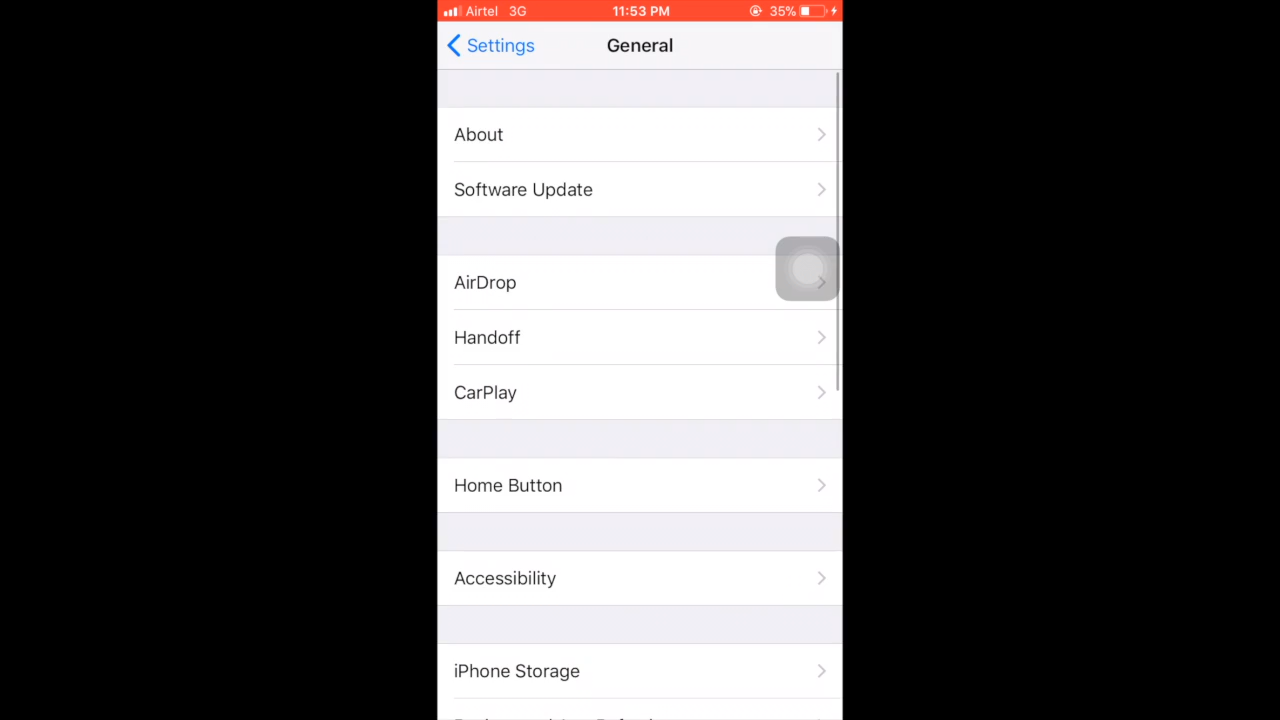 Airtel 3G 11:53 PM 35%
Settings General
About
Software Update
AirDrop
Handoff
CarPlay
Home Button
Accessibility
iPhone Storage